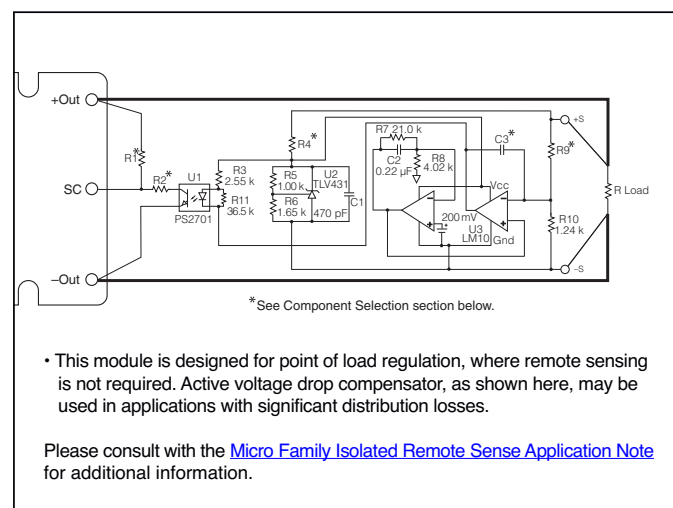 +Out
SC
–Out
R1*
R2*
U1
PS2701
R3
2.55 k
R11
36.5 k
R4*
R5
1.00 k
R6
1.65 k
U2
TLV431
C1
470 pF
R7 21.0 k
C2
0.22 µF
R8
4.02 k
C3*
Vcc
200 mV
U3
LM10
Gnd
+S
R9*
R10
1.24 k
–S
R Load
*See Component Selection section below.
• This module is designed for point of load regulation, where remote sensing
is not required. Active voltage drop compensator, as shown here, may be
used in applications with significant distribution losses.
Please consult with the Micro Family Isolated Remote Sense Application Note
for additional information.